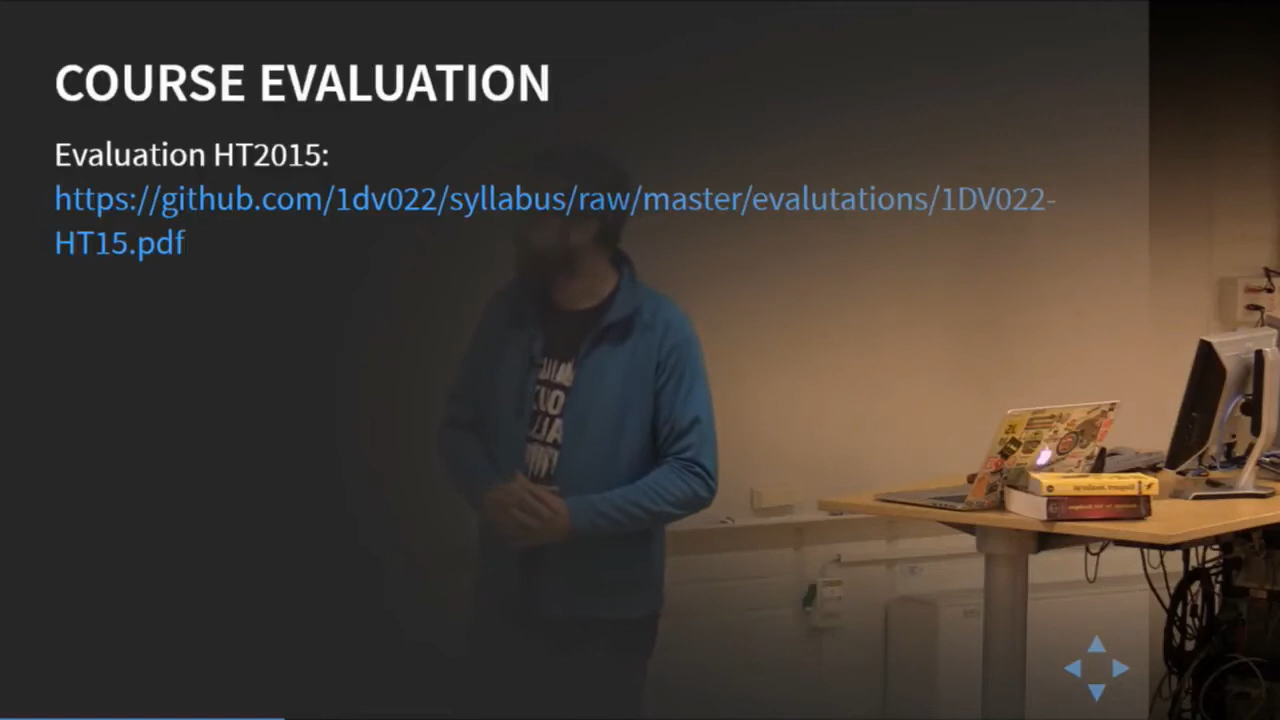 COURSE EVALUATION
Evaluation HT2015:
https://github.com/1dv022/syllabus/raw/master/evalutations/1DV022-
HT15.pdf